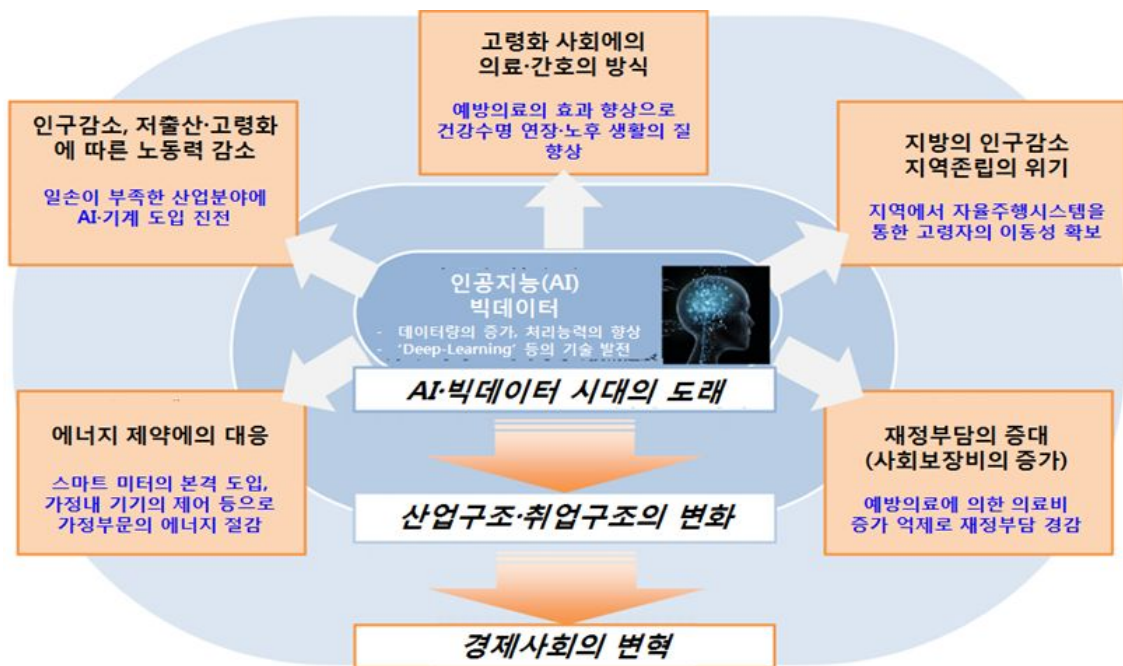 고령화 사회에의
의료·간호의 방식
예방의료의 효과 향상으로
건강수명 연장·노후 생활의 질
향상
인구감소, 저출산·고령화
에 따른 노동력 감소
일손이 부족한 산업분야에
AI·기계 도입 진전
지방의 인구감소
지역존립의 위기
지역에서 자율주행시스템을
통한 고령자의 이동성 확보
인공지능(AI)
빅데이터
- 데이터량의 증가, 처리능력의 향상
- ‘Deep-Learning’ 등의 기술 발전
AI·빅데이터 시대의 도래
에너지 제약에의 대응
스마트 미터의 본격 도입,
가정내 기기의 제어 등으로
가정부문의 에너지 절감
재정부담의 증대
(사회보장비의 증가)
예방의료에 의한 의료비
증가 억제로 재정부담 경감
산업구조·취업구조의 변화
경제사회의 변혁